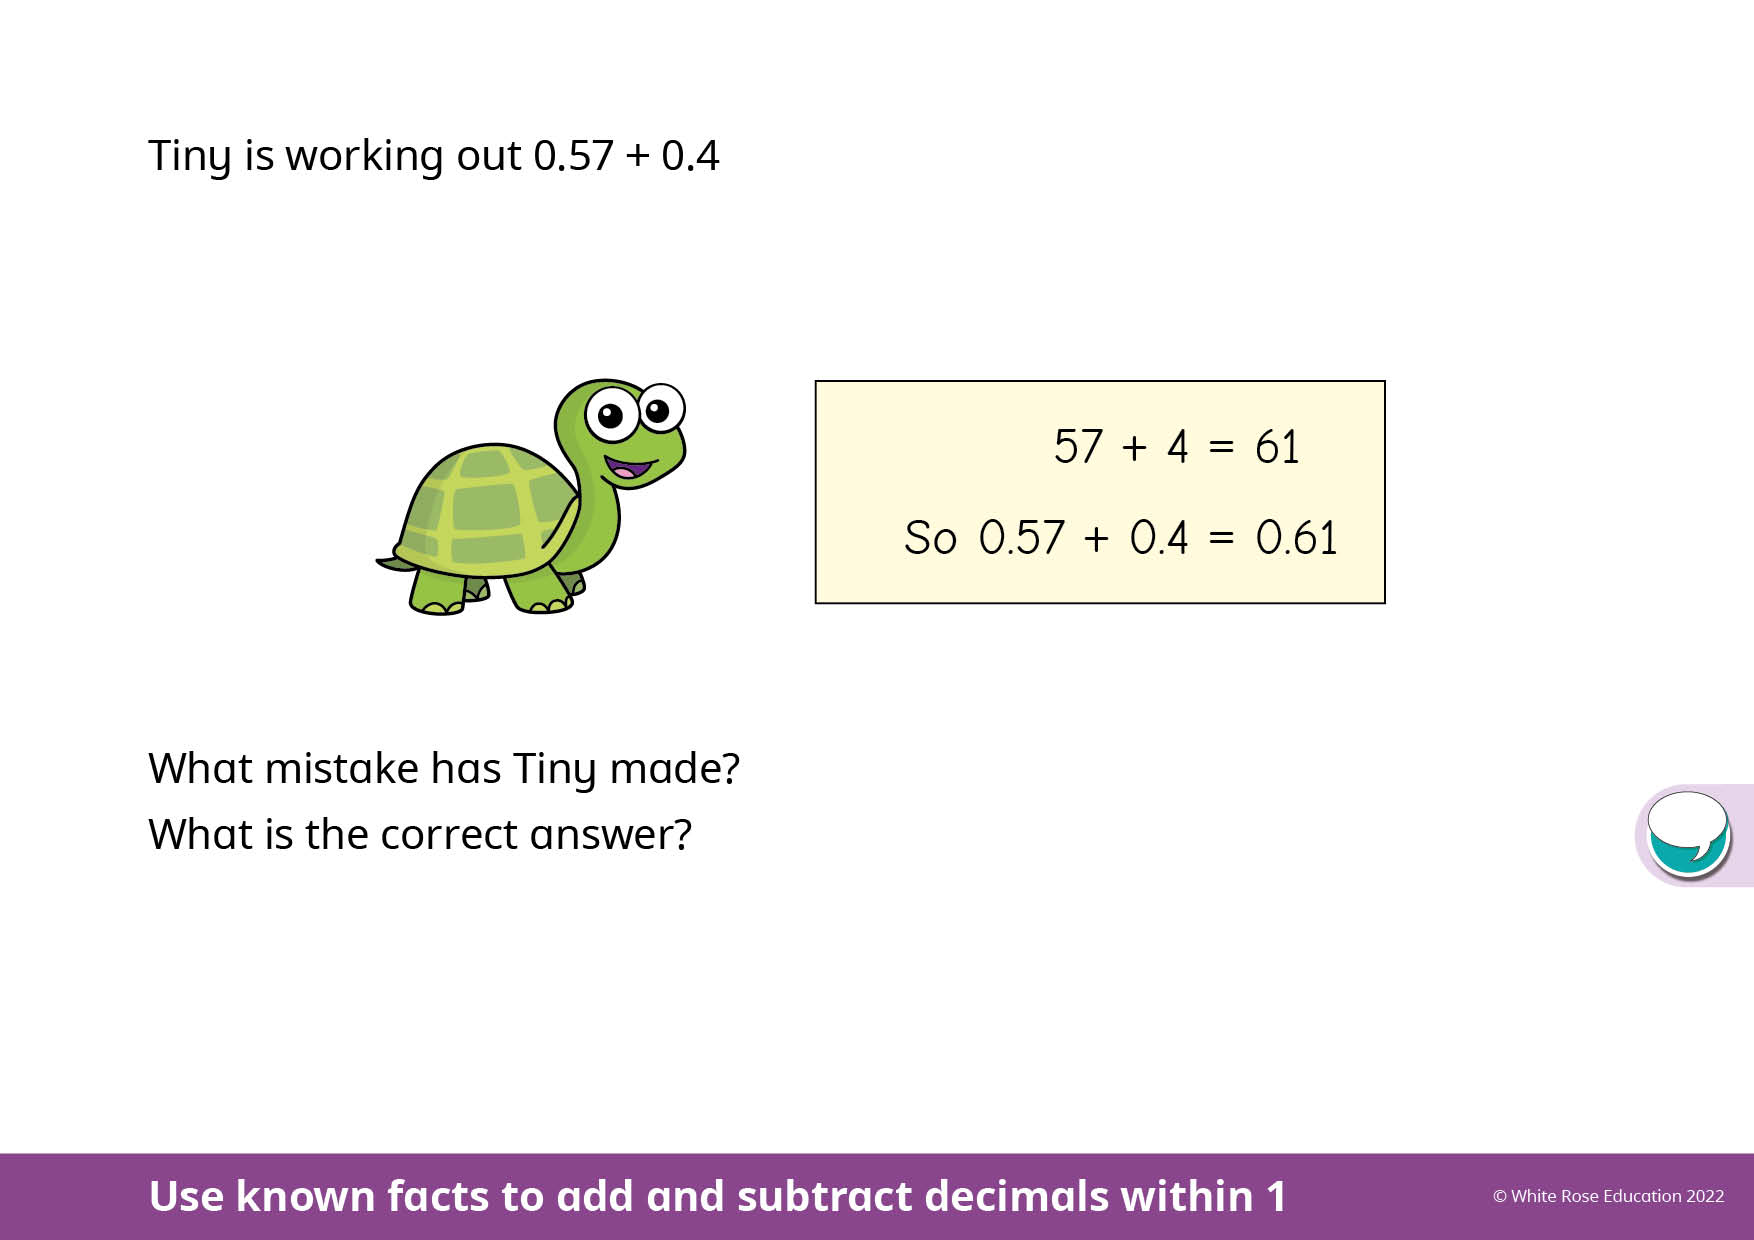 Tiny is working out 0.57 + 0.4
57 + 4 = 61
So 0.57 + 0.4 = 0.61
What mistake has Tiny made?
What is the correct answer?
Use known facts to add and subtract decimals within 1
© White Rose Education 2022